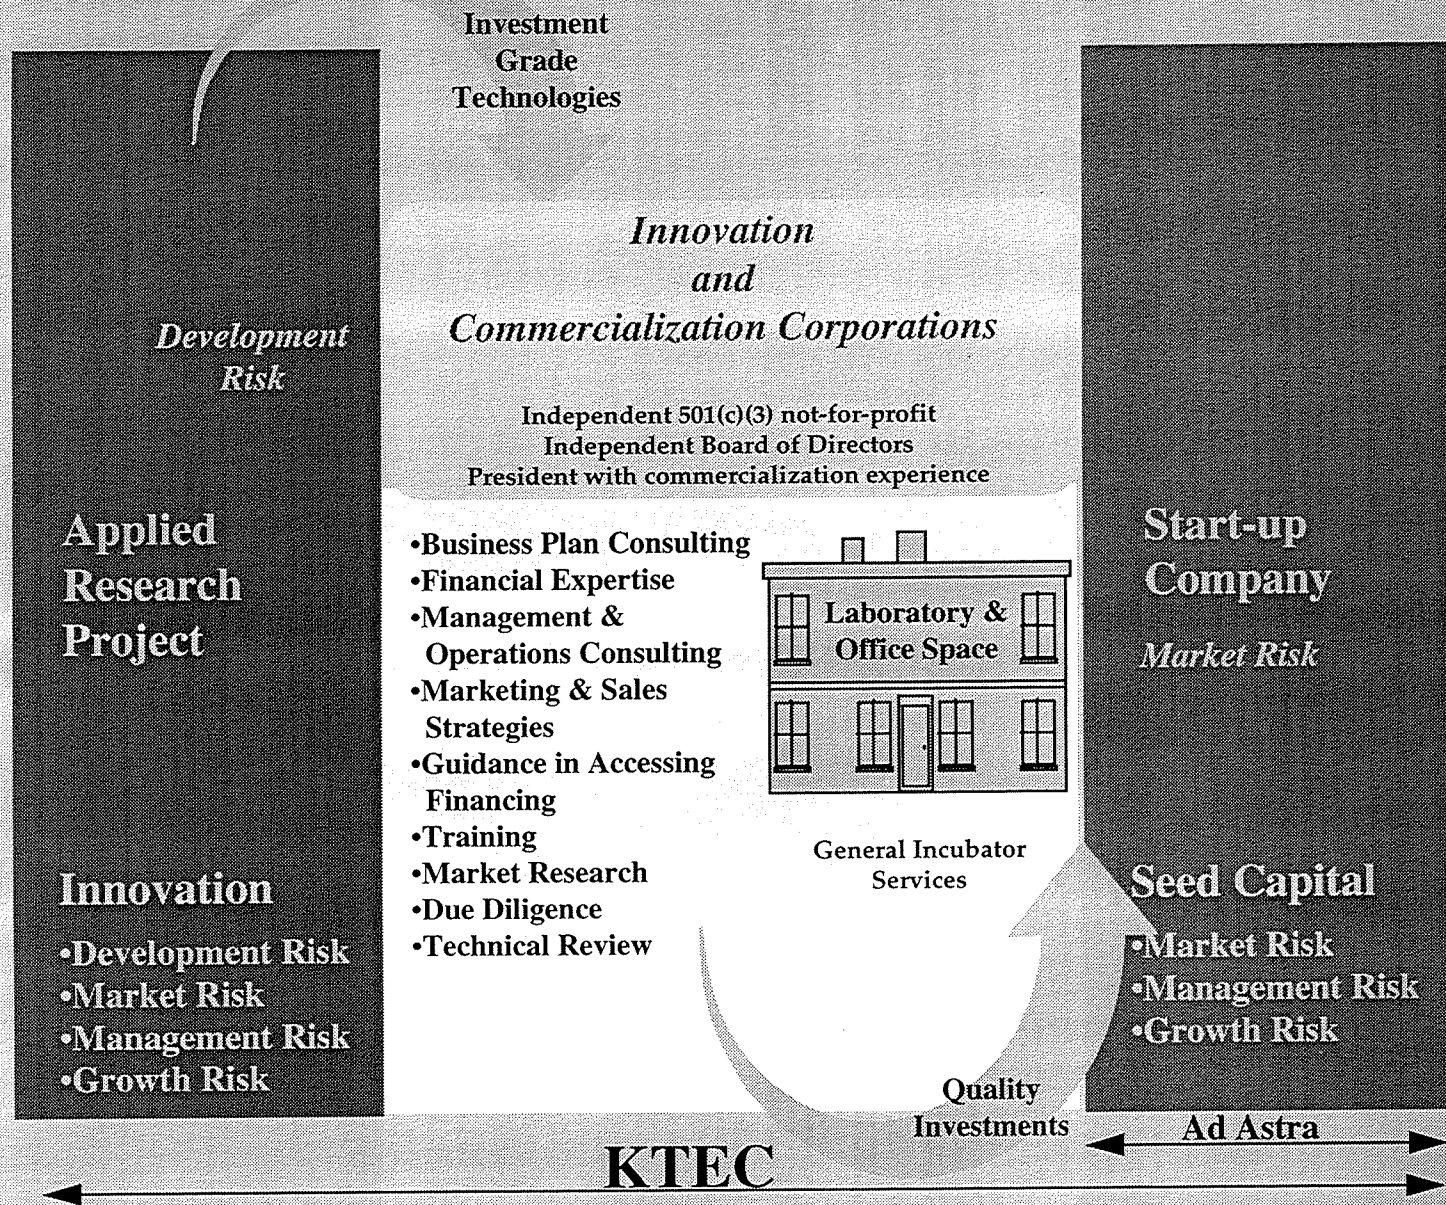 Investment
Grade
Technologies
Innovation
and
Commercialization Corporations
Independent 501(c)(3) not-for-profit
Independent Board of Directors
President with commercialization experience
Development
Risk
Applied
Research
Project
Innovation
•Development Risk
•Market Risk
•Management Risk
•Growth Risk
•Business Plan Consulting
•Financial Expertise
•Management &
Operations Consulting
•Marketing & Sales
Strategies
•Guidance in Accessing
Financing
•Training
•Market Research
•Due Diligence
•Technical Review
Laboratory &
Office Space
General Incubator
Services
Quality
Investments
Start-up
Company
Market Risk
Seed Capital
•Market Risk
•Management Risk
•Growth Risk
Ad Astra
KTEC